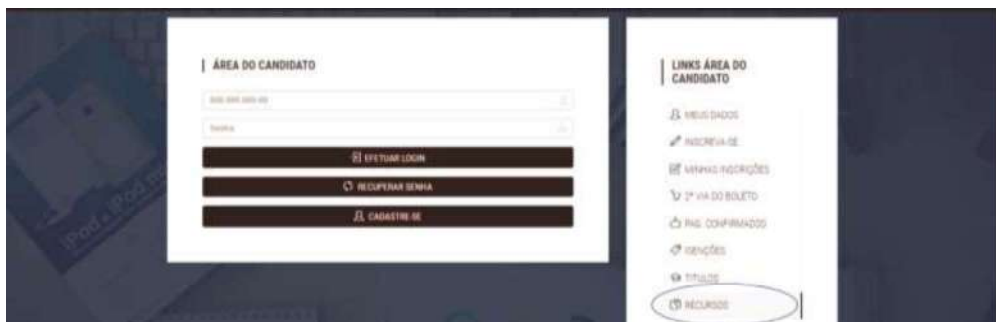 ÁREA DO CANDIDATO
Senha
EFETUAR LOGIN
RECUPERAR SENHA
CADASTRE-SE
LINKS ÁREA DO
CANDIDATO
MEUS DADOS
INSCREVA-SE
MINHAS INSCRIÇÕES
2ª VIA DO BOLETO
PAG. CONFIRMADOS
ISENÇÕES
TÍTULOS
RECURSOS